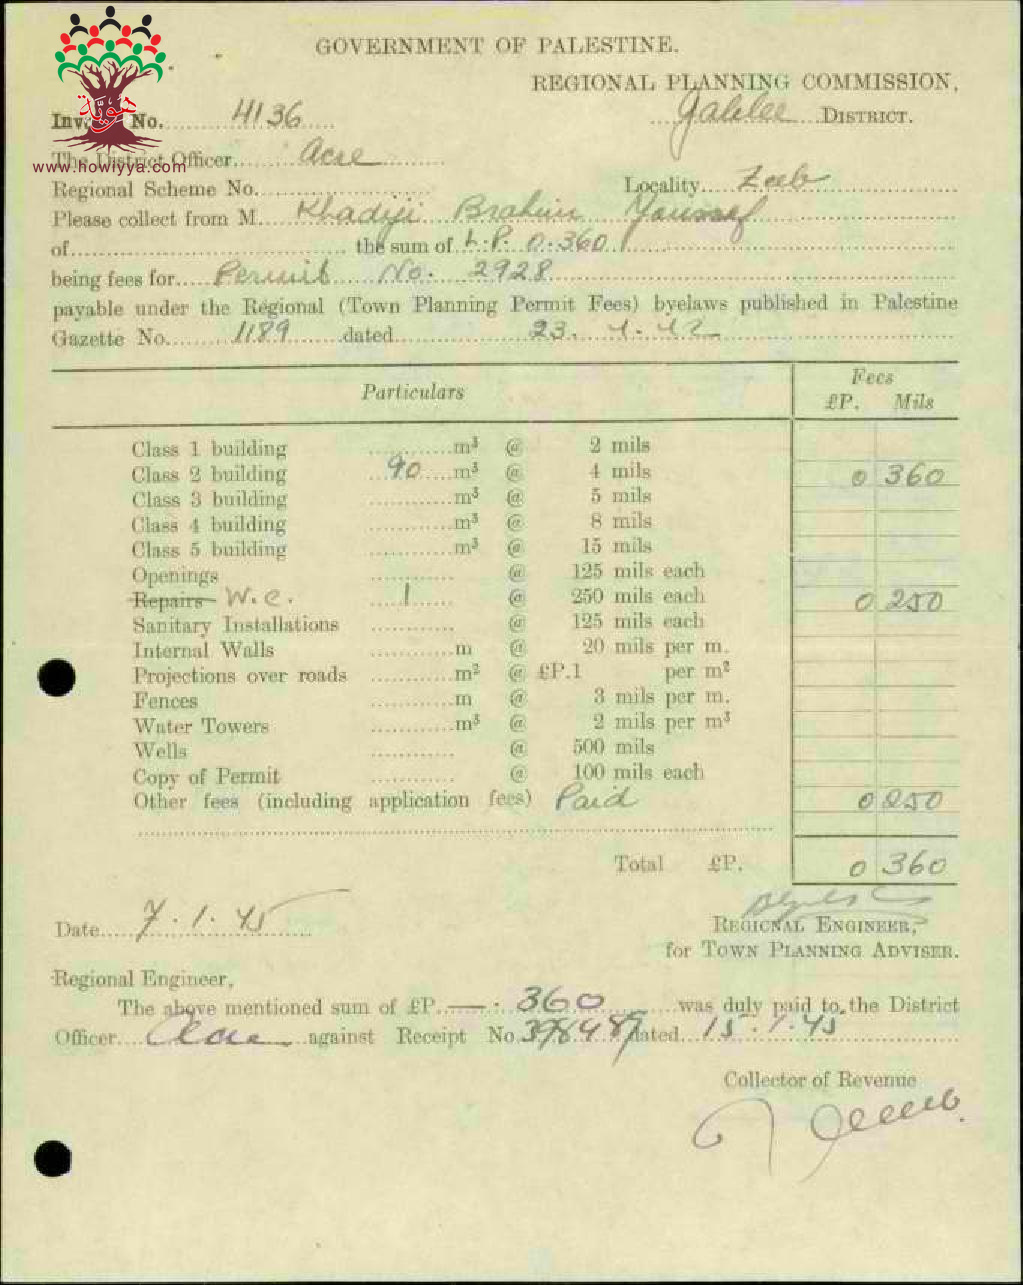 GOVERNMENT OF PALESTINE.
REGIONAL PLANNING COMMISSION,
هوية
www.howiyya.com
Inv. No. 4136 Galilee DISTRICT.
The District Officer Acre
Regional Scheme No. Locality Zeeb
Please collect from M. Khadiji Brahim Youssef
of the sum of L.P. 0.360
being fees for Permit No. 2928
payable under the Regional (Town Planning Permit Fees) byelaws published in Palestine
Gazette No. 1189 dated 23. 4. 42
Particulars Fees
£P. Mils
Class 1 building m³ @ 2 mils
Class 2 building 90 m³ @ 4 mils 0 360
Class 3 building m³ @ 5 mils
Class 4 building m³ @ 8 mils
Class 5 building m³ @ 15 mils
Openings @ 125 mils each
Repairs W.C. 1 @ 250 mils each 0 250
Sanitary Installations @ 125 mils each
Internal Walls m @ 20 mils per m.
Projections over roads m² @ £P.1 per m²
Fences m @ 3 mils per m.
Water Towers m³ @ 2 mils per m³
Wells @ 500 mils
Copy of Permit @ 100 mils each
Other fees (including application fees) Paid 0 250
Total £P. 0 360
Date 7.1.45
REGIONAL ENGINEER,
for TOWN PLANNING ADVISER.
Regional Engineer,
The above mentioned sum of £P. — : 360 was duly paid to the District
Officer Acre against Receipt No. dated 15.1.45
Collector of Revenue